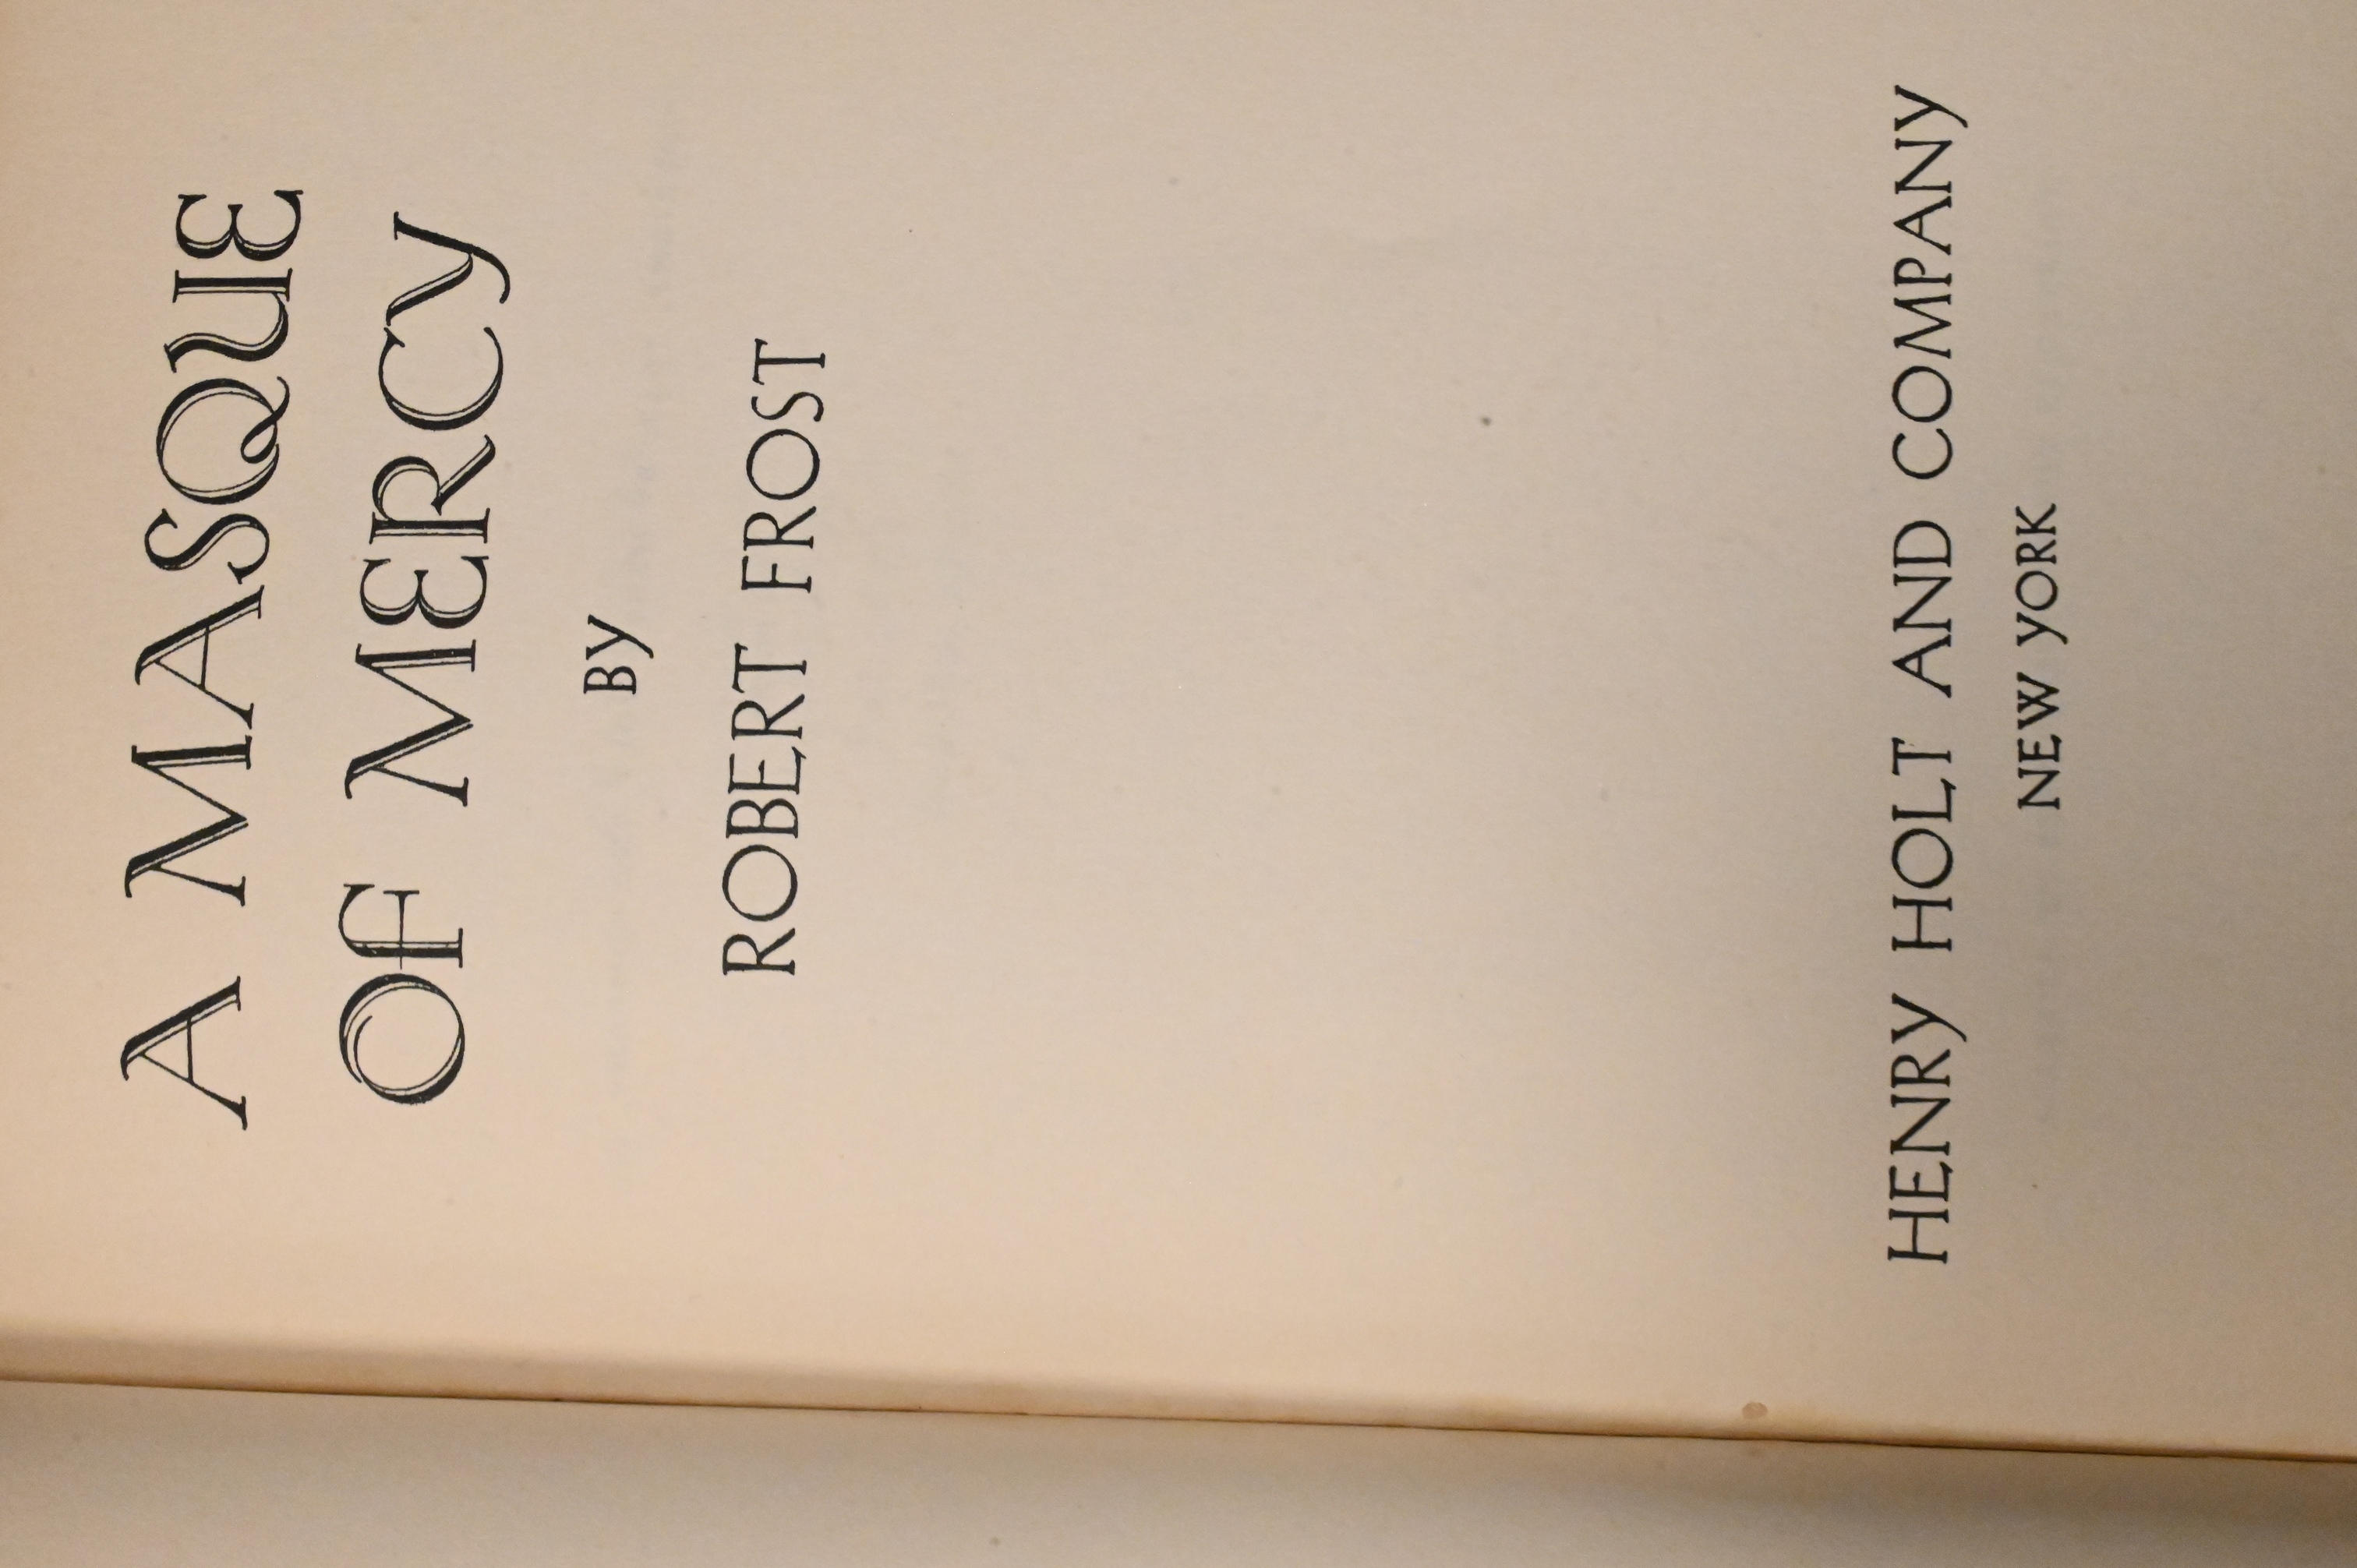 A MASQUE
OF MERCY
BY
ROBERT FROST
HENRY HOLT AND COMPANY
NEW YORK